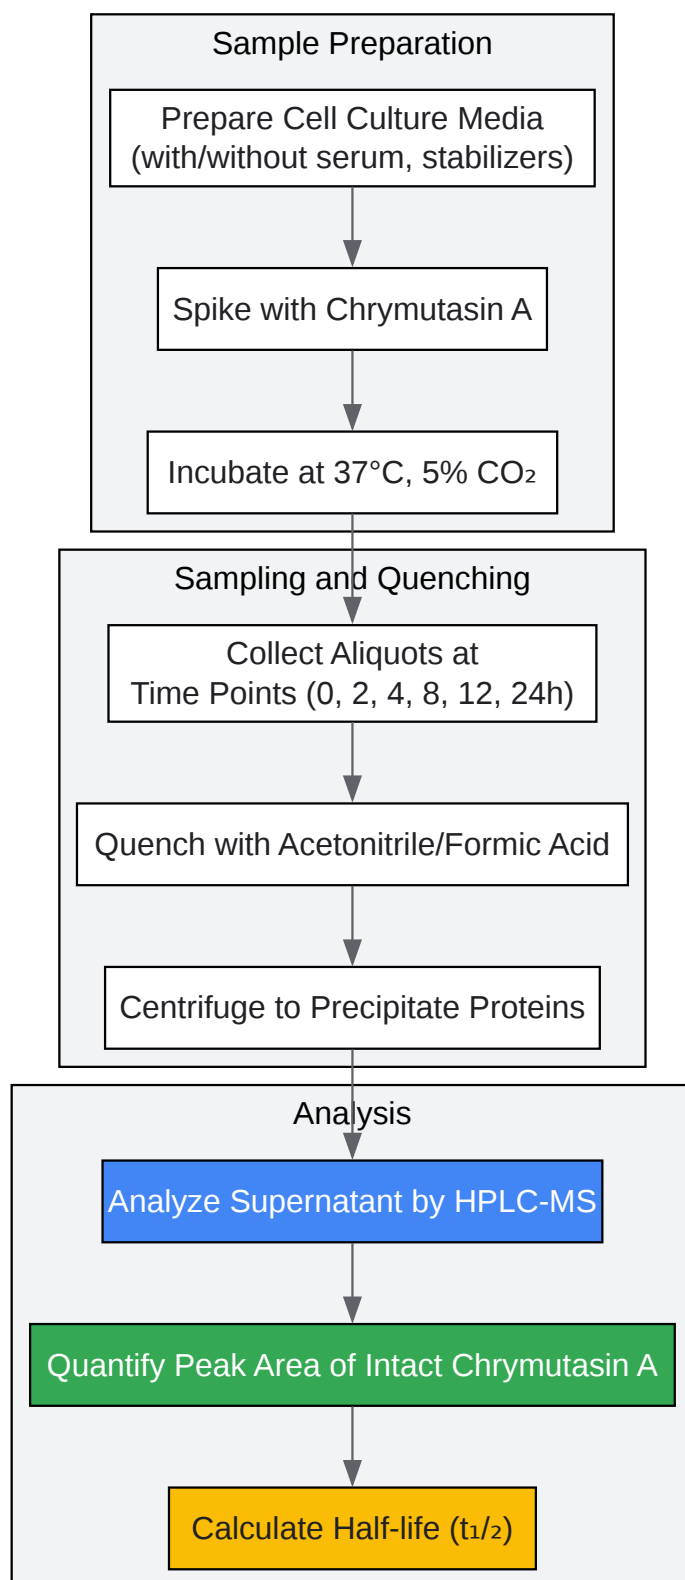 Sample Preparation
Prepare Cell Culture Media
(with/without serum, stabilizers)
Spike with Chrymutasin A
Incubate at 37°C, 5% CO₂
Sampling and Quenching
Collect Aliquots at
Time Points (0, 2, 4, 8, 12, 24h)
Quench with Acetonitrile/Formic Acid
Centrifuge to Precipitate Proteins
Analysis
Analyze Supernatant by HPLC-MS
Quantify Peak Area of Intact Chrymutasin A
Calculate Half-life (t₁/₂)